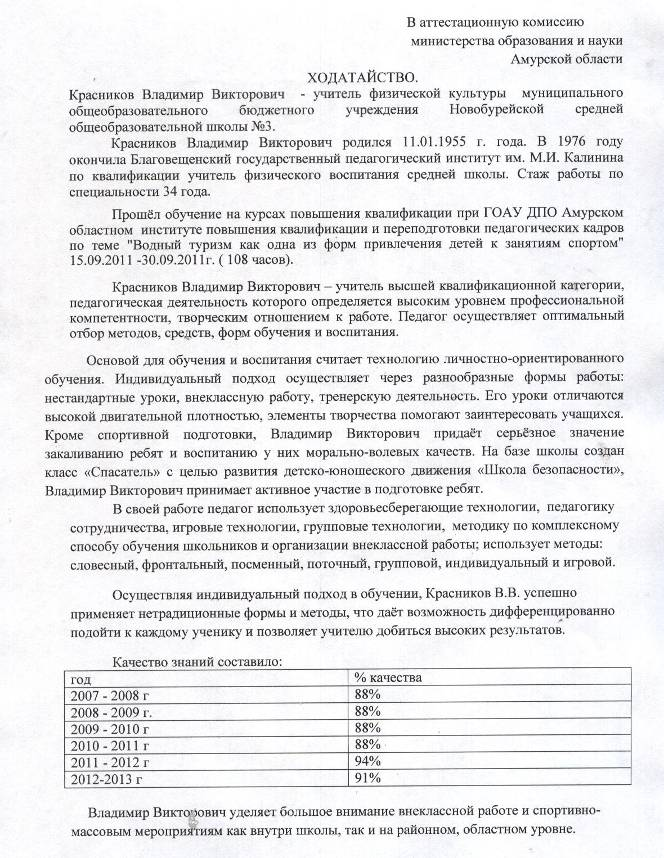 В аттестационную комиссию
министерства образования и науки
Амурской области
ХОДАТАЙСТВО.
Красников Владимир Викторович - учитель физической культуры муниципального
общеобразовательного бюджетного учреждения Новобурейской средней
общеобразовательной школы №3.
Красников Владимир Викторович родился 11.01.1955 г. года. В 1976 году
окончила Благовещенский государственный педагогический институт им. М.И. Калинина
по квалификации учитель физического воспитания средней школы. Стаж работы по
специальности 34 года.
Прошёл обучение на курсах повышения квалификации при ГОАУ ДПО Амурском
областном институте повышения квалификации и переподготовки педагогических кадров
по теме "Водный туризм как одна из форм привлечения детей к занятиям спортом"
15.09.2011 -30.09.2011г. ( 108 часов).
Красников Владимир Викторович – учитель высшей квалификационной категории,
педагогическая деятельность которого определяется высоким уровнем профессиональной
компетентности, творческим отношением к работе. Педагог осуществляет оптимальный
отбор методов, средств, форм обучения и воспитания.
Основой для обучения и воспитания считает технологию личностно-ориентированного
обучения. Индивидуальный подход осуществляет через разнообразные формы работы:
нестандартные уроки, внеклассную работу, тренерскую деятельность. Его уроки отличаются
высокой двигательной плотностью, элементы творчества помогают заинтересовать учащихся.
Кроме спортивной подготовки, Владимир Викторович придаёт серьёзное значение
закаливанию ребят и воспитанию у них морально-волевых качеств. На базе школы создан
класс «Спасатель» с целью развития детско-юношеского движения «Школа безопасности»,
Владимир Викторович принимает активное участие в подготовке ребят.
В своей работе педагог использует здоровьесберегающие технологии, педагогику
сотрудничества, игровые технологии, групповые технологии, методику по комплексному
способу обучения школьников и организации внеклассной работы; использует методы:
словесный, фронтальный, посменный, поточный, групповой, индивидуальный и игровой.
Осуществляя индивидуальный подход в обучении, Красников В.В. успешно
применяет нетрадиционные формы и методы, что даёт возможность дифференцированно
подойти к каждому ученику и позволяет учителю добиться высоких результатов.
Качество знаний составило:
год % качества
2007 - 2008 г 88%
2008 - 2009 г. 88%
2009 - 2010 г 88%
2010 - 2011 г 88%
2011 - 2012 г 94%
2012-2013 г 91%
Владимир Викторович уделяет большое внимание внеклассной работе и спортивно-
массовым мероприятиям как внутри школы, так и на районном, областном уровне.